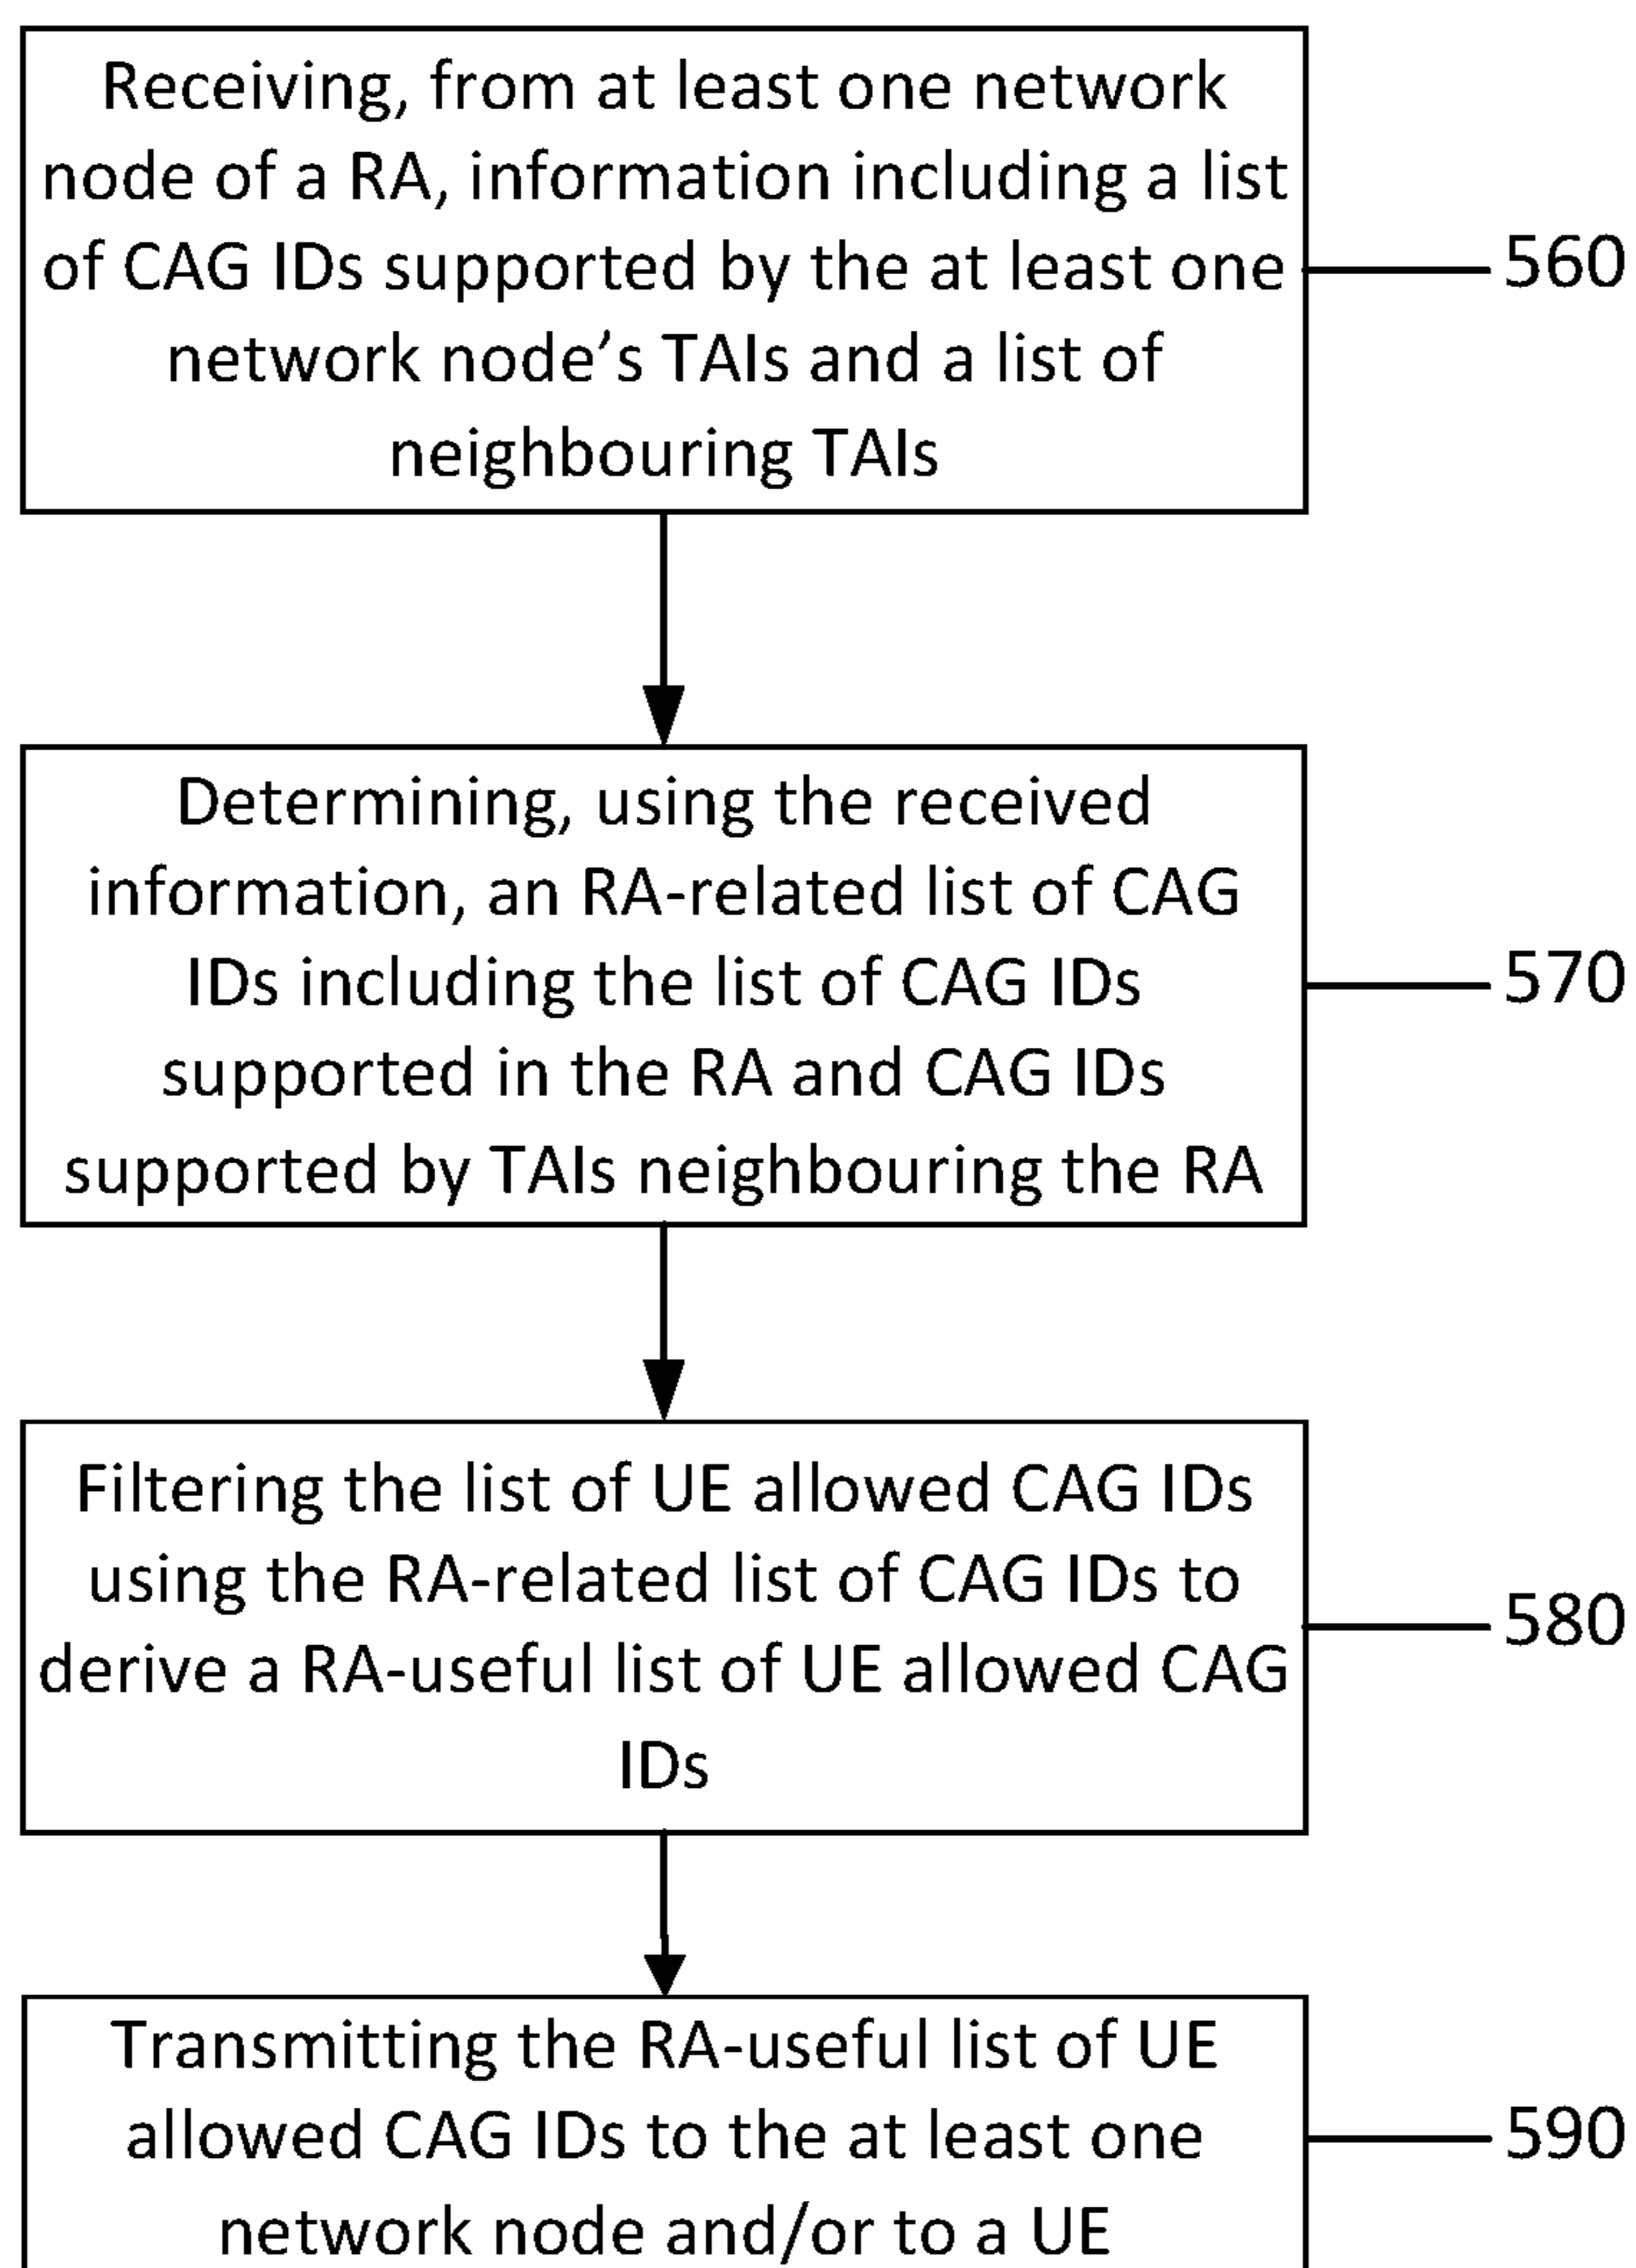 Receiving, from at least one network
node of a RA, information including a list
of CAG IDs supported by the at least one
network node's TAIs and a list of
neighbouring TAIs
560
Determining, using the received
information, an RA-related list of CAG
IDs including the list of CAG IDs
supported in the RA and CAG IDs
supported by TAIs neighbouring the RA
570
Filtering the list of UE allowed CAG IDs
using the RA-related list of CAG IDs to
derive a RA-useful list of UE allowed CAG
IDs
580
Transmitting the RA-useful list of UE
allowed CAG IDs to the at least one
network node and/or to a UE
590